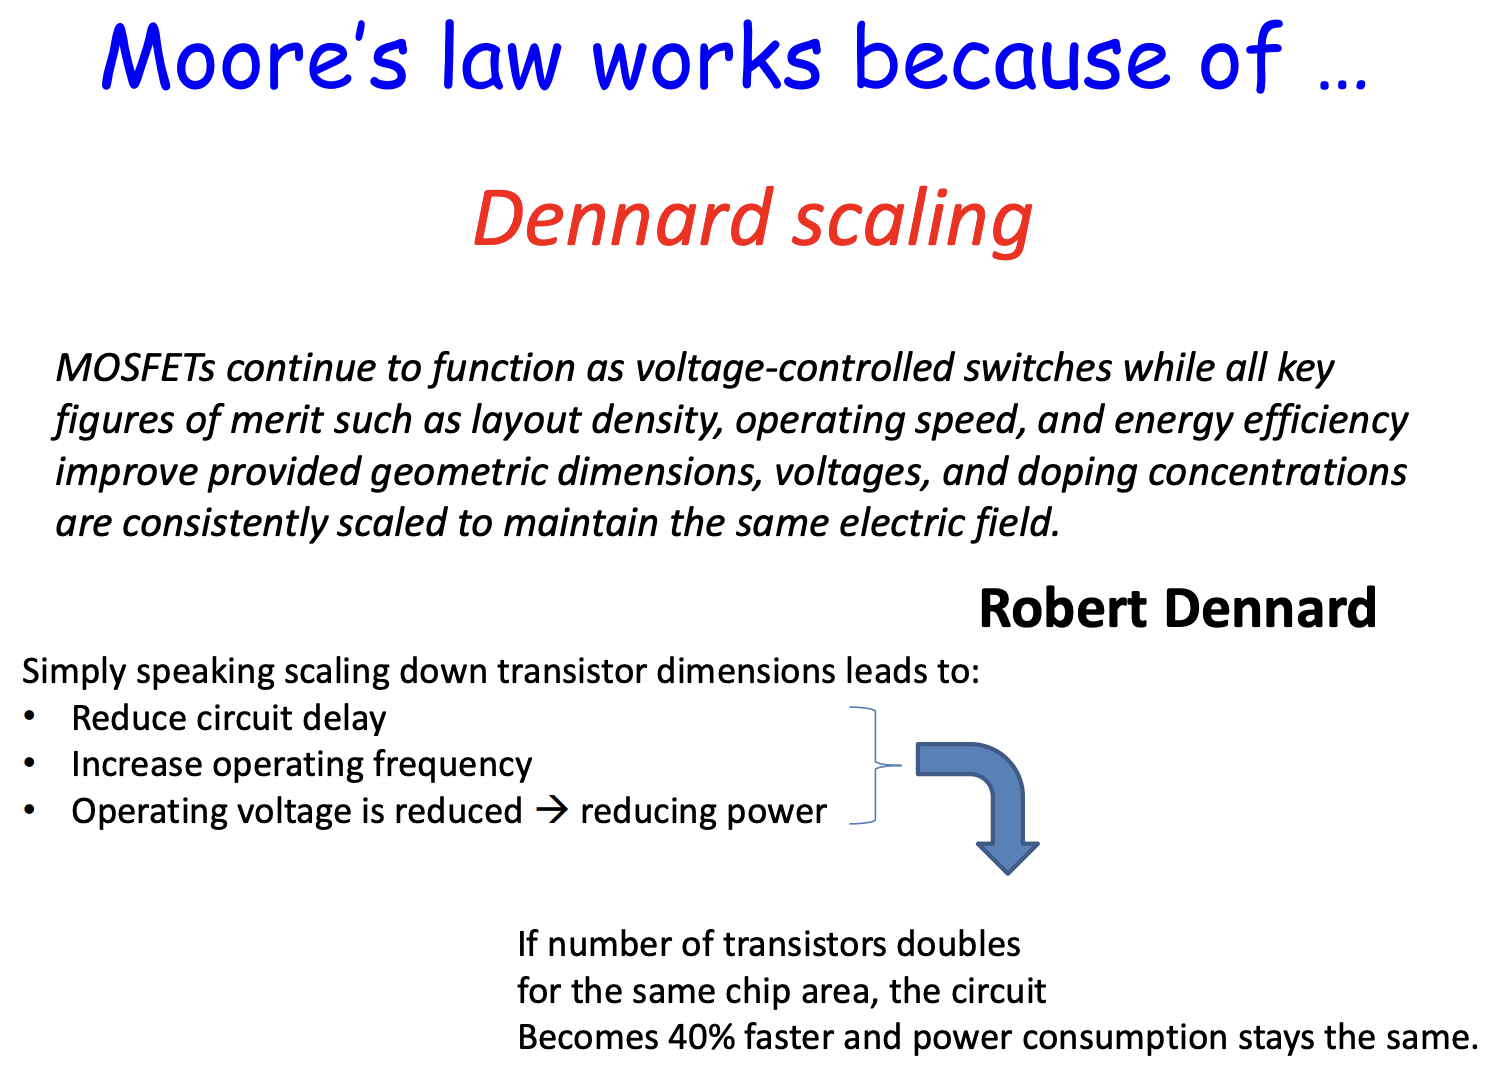 Moore’s law works because of …
Dennard scaling
MOSFETs continue to function as voltage-controlled switches while all key
figures of merit such as layout density, operating speed, and energy efficiency
improve provided geometric dimensions, voltages, and doping concentrations
are consistently scaled to maintain the same electric field.
Robert Dennard
Simply speaking scaling down transistor dimensions leads to:
• Reduce circuit delay
• Increase operating frequency
• Operating voltage is reduced → reducing power
If number of transistors doubles
for the same chip area, the circuit
Becomes 40% faster and power consumption stays the same.